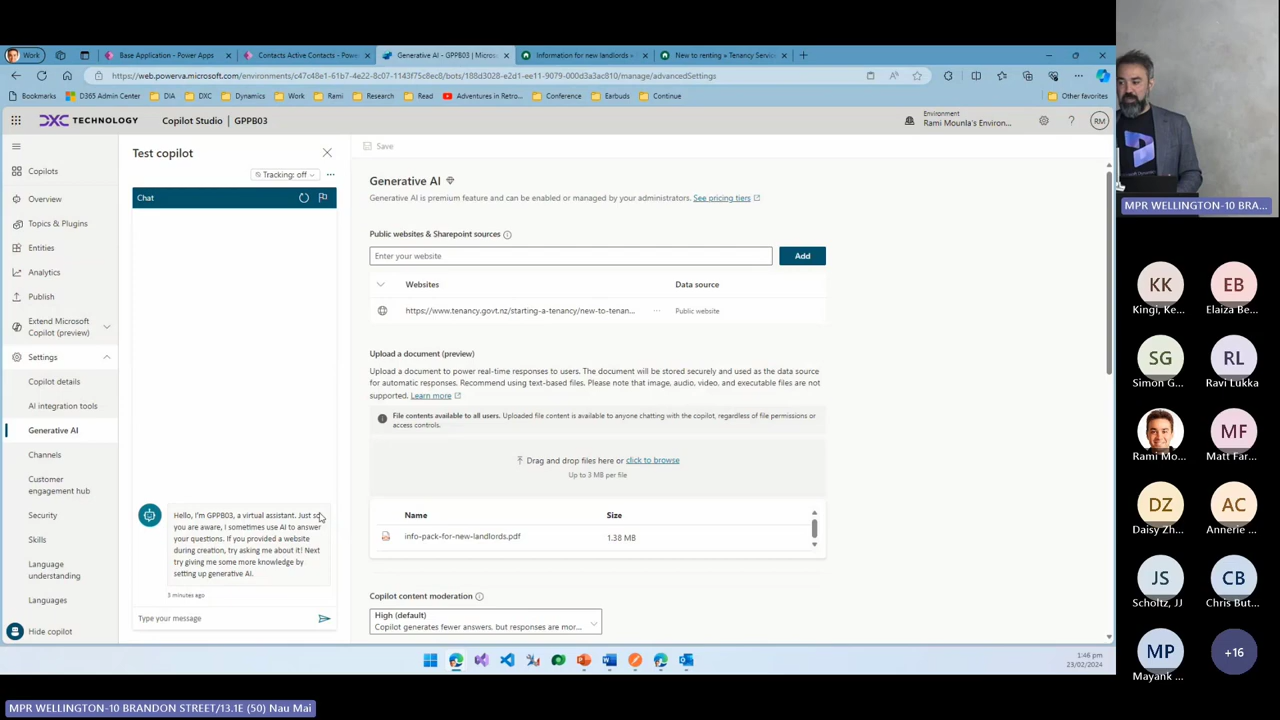 Work
Base Application - Power Apps
Contacts Active Contacts - Powe
Generative AI - GPPB03 | Micros
Information for new landlords »
New to renting » Tenancy Servic
https://web.powerva.microsoft.com/environments/c47c48e1-61b7-4e22-8c07-1143f75c8ec8/bots/188d3028-e2d1-ee11-9079-000d3a3ac810/manage/advancedSettings
Bookmarks
D365 Admin Center
DIA
DXC
Dynamics
Work
Rami
Research
Read
Adventures in Retro...
Conference
Earbuds
Continue
Other favorites
DXC TECHNOLOGY
Copilot Studio
GPPB03
Environment
Rami Mounla's Environ...
RM
Copilots
Overview
Topics & Plugins
Entities
Analytics
Publish
Extend Microsoft
Copilot (preview)
Settings
Copilot details
AI integration tools
Generative AI
Channels
Customer
engagement hub
Security
Skills
Language
understanding
Languages
Hide copilot
Test copilot
Tracking: off
Chat
Hello, I'm GPPB03, a virtual assistant. Just so
you are aware, I sometimes use AI to answer
your questions. If you provided a website
during creation, try asking me about it! Next
try giving me some more knowledge by
setting up generative AI.
3 minutes ago
Type your message
Save
Generative AI
Generative AI is premium feature and can be enabled or managed by your administrators. See pricing tiers
Public websites & Sharepoint sources
Enter your website
Add
Websites
Data source
https://www.tenancy.govt.nz/starting-a-tenancy/new-to-tenan...
Public website
Upload a document (preview)
Upload a document to power real-time responses to users. The document will be stored securely and used as the data source
for automatic responses. Recommend using text-based files. Please note that image, audio, video, and executable files are not
supported. Learn more
File contents available to all users. Uploaded file content is available to anyone chatting with the copilot, regardless of file permissions or
access controls.
Drag and drop files here or click to browse
Up to 3 MB per file
Name
Size
info-pack-for-new-landlords.pdf
1.38 MB
Copilot content moderation
High (default)
Copilot generates fewer answers, but responses are mor...
1:46 pm
23/02/2024
MPR WELLINGTON-10 BRA...
KK
Kingi, Ke...
EB
Elaiza Be...
SG
Simon G...
RL
Ravi Lukka
Rami Mo...
MF
Matt Far...
DZ
Daisy Zh...
AC
Annerie ...
JS
Scholtz, JJ
CB
Chris But...
MP
Mayank ...
+16
MPR WELLINGTON-10 BRANDON STREET/13.1E (50) Nau Mai